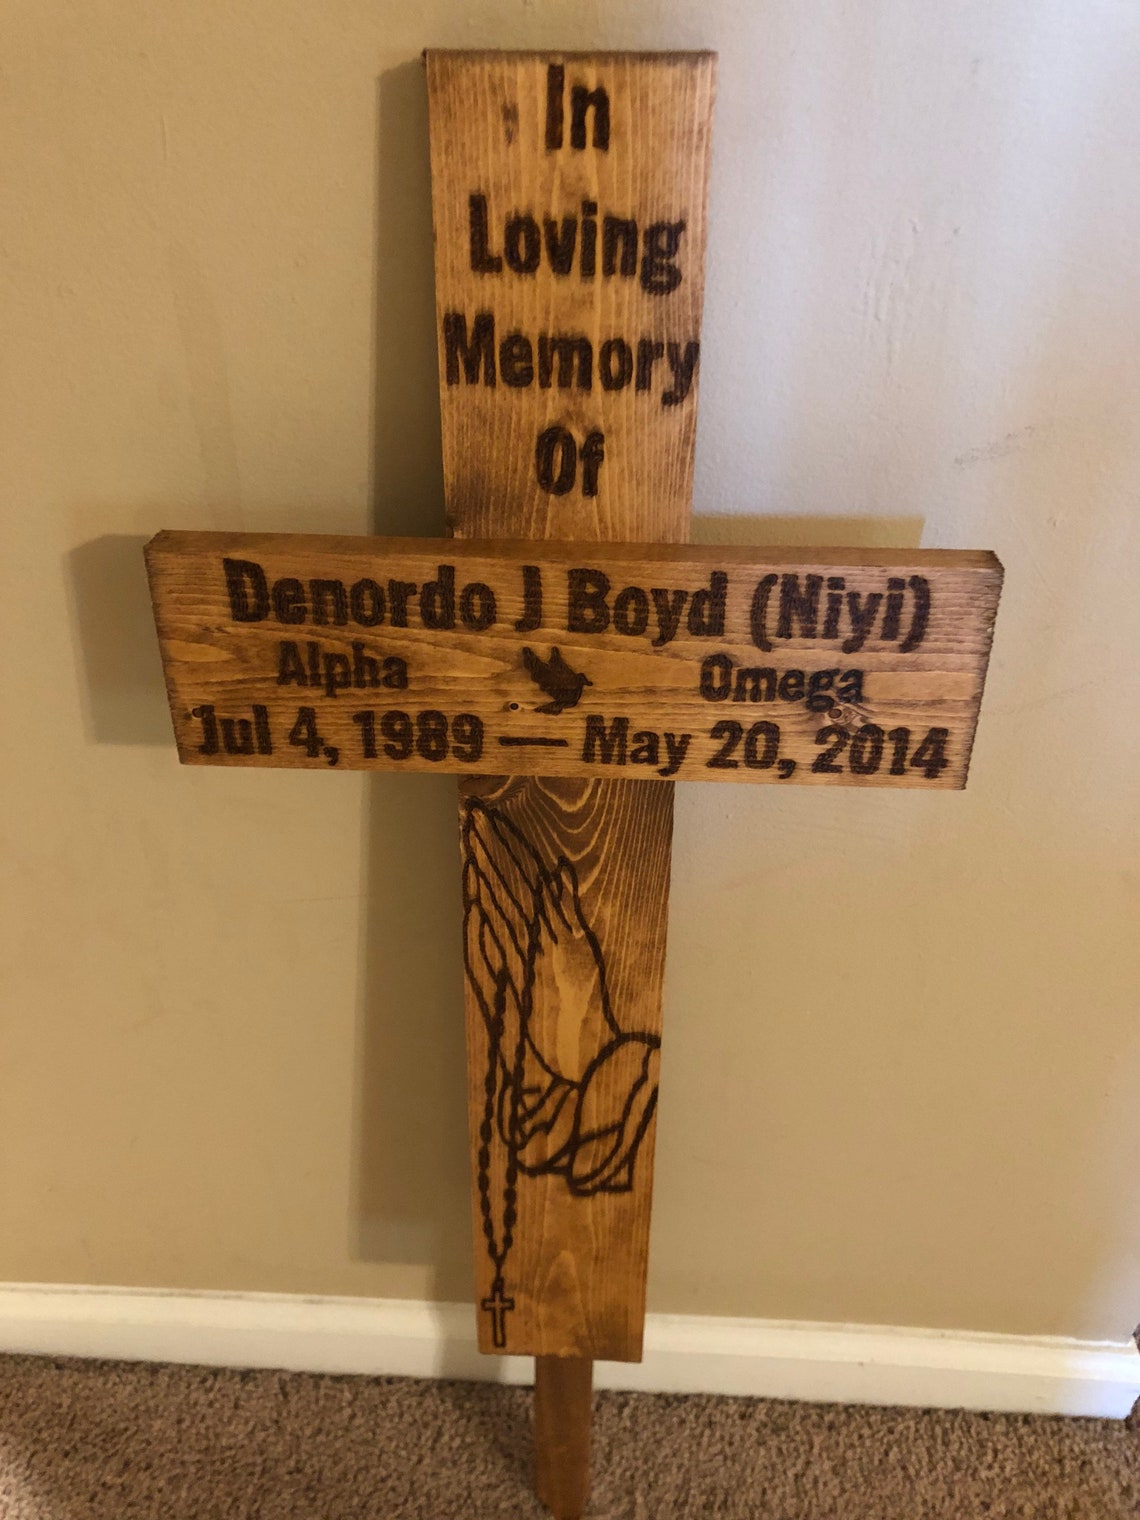 In
Loving
Memory
Of
Denordo J Boyd (Niyi)
Alpha Omega
Jul 4, 1989 — May 20, 2014